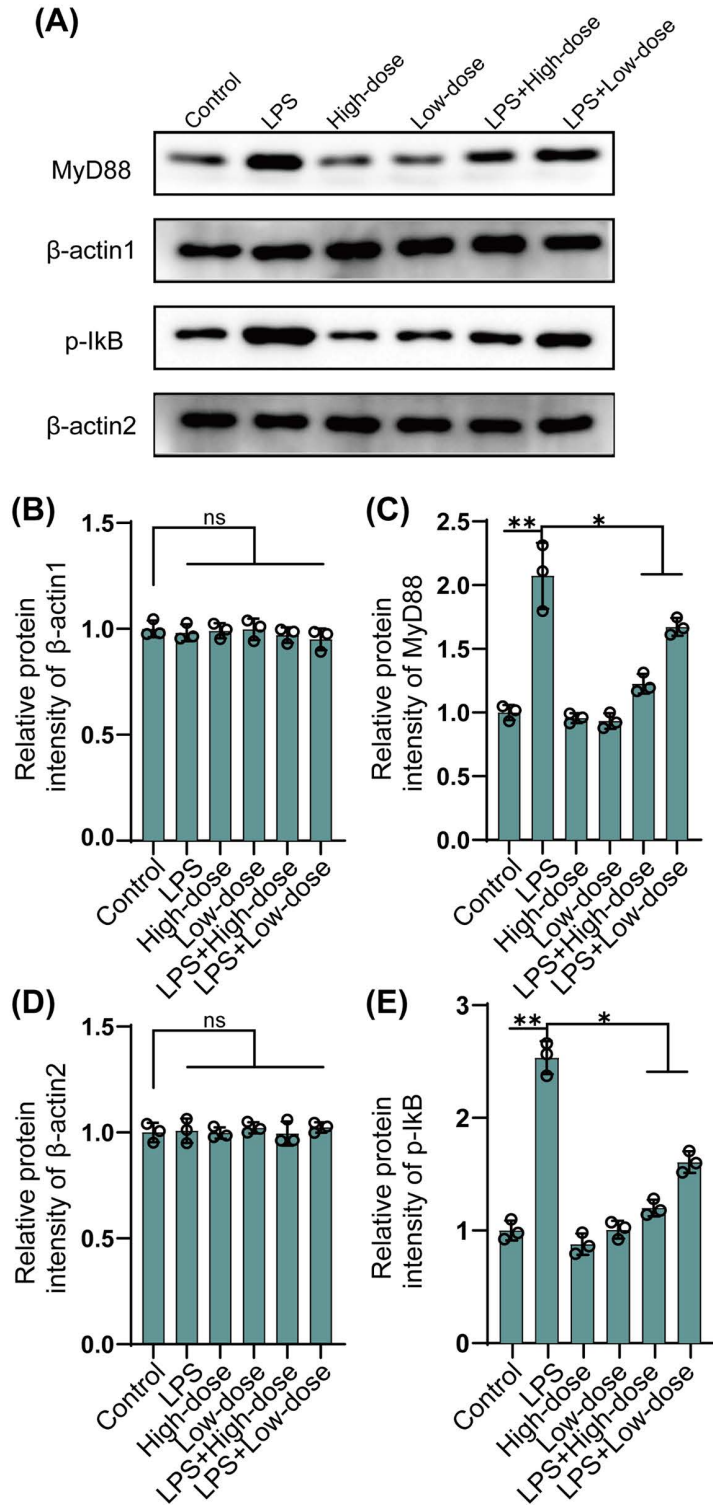 (A)
Control
LPS
High-dose
Low-dose
LPS+High-dose
LPS+Low-dose
MyD88
β-actin1
p-IkB
β-actin2
(B)
Relative protein
intensity of β-actin1
1.5
1.0
0.5
0.0
ns
Control
LPS
High-dose
Low-dose
LPS+High-dose
LPS+Low-dose
(C)
Relative protein
intensity of MyD88
2.5
2.0
1.5
1.0
0.5
0.0
**
*
Control
LPS
High-dose
Low-dose
LPS+High-dose
LPS+Low-dose
(D)
Relative protein
intensity of β-actin2
1.5
1.0
0.5
0.0
ns
Control
LPS
High-dose
Low-dose
LPS+High-dose
LPS+Low-dose
(E)
Relative protein
intensity of p-IkB
3
2
1
0
**
*
Control
LPS
High-dose
Low-dose
LPS+High-dose
LPS+Low-dose